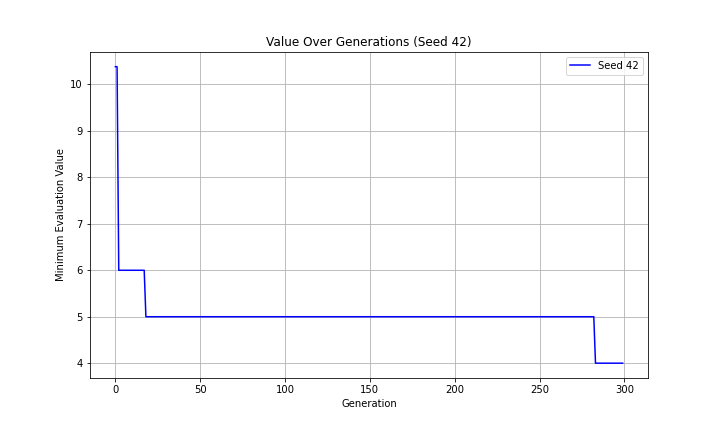 Value Over Generations (Seed 42)
Seed 42
Minimum Evaluation Value
10
9
8
7
6
5
4
0 50 100 150 200 250 300
Generation